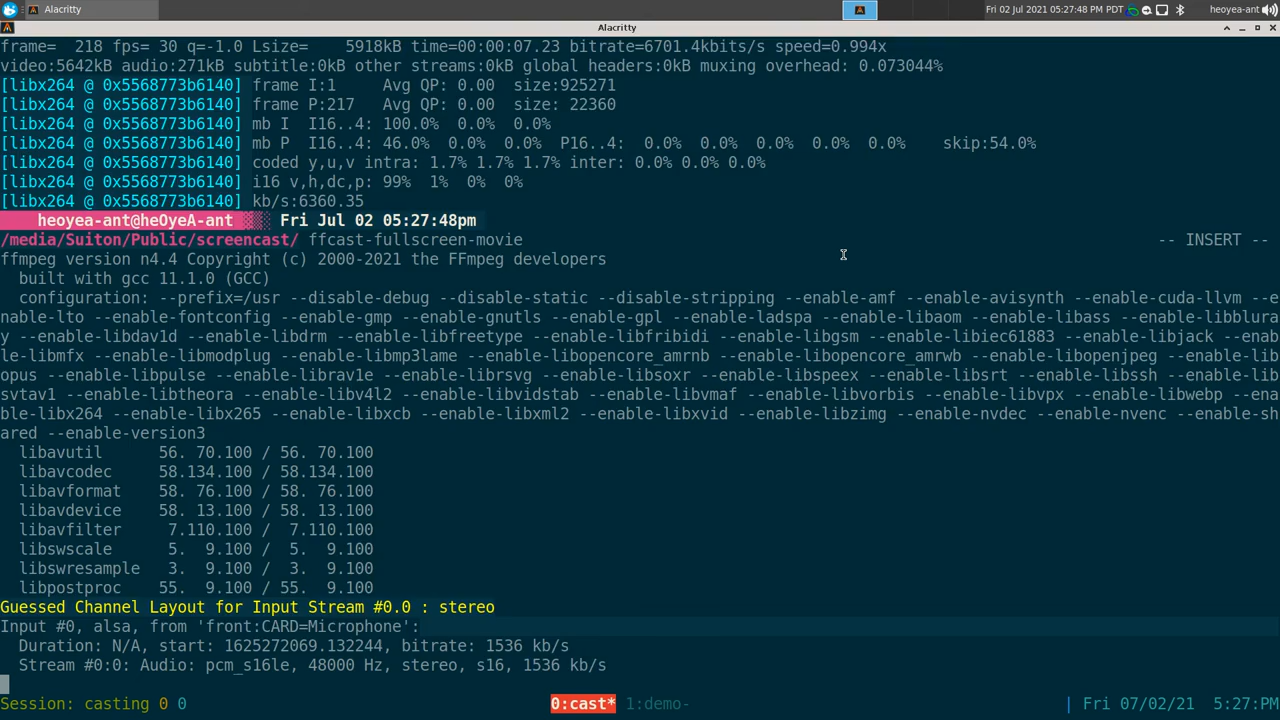 Alacritty
Fri 02 Jul 2021 05:27:48 PM PDT
heoyea-ant
Alacritty
frame=  218 fps= 30 q=-1.0 Lsize=    5918kB time=00:00:07.23 bitrate=6701.4kbits/s speed=0.994x
video:5642kB audio:271kB subtitle:0kB other streams:0kB global headers:0kB muxing overhead: 0.073044%
[libx264 @ 0x5568773b6140] frame I:1     Avg QP: 0.00  size:925271
[libx264 @ 0x5568773b6140] frame P:217   Avg QP: 0.00  size: 22360
[libx264 @ 0x5568773b6140] mb I  I16..4: 100.0%  0.0%  0.0%
[libx264 @ 0x5568773b6140] mb P  I16..4: 46.0%  0.0%  0.0%  P16..4:  0.0%  0.0%  0.0%  0.0%  0.0%    skip:54.0%
[libx264 @ 0x5568773b6140] coded y,u,v intra: 1.7% 1.7% 1.7% inter: 0.0% 0.0% 0.0%
[libx264 @ 0x5568773b6140] i16 v,h,dc,p: 99%  1%  0%  0%
[libx264 @ 0x5568773b6140] kb/s:6360.35
heoyea-ant@heOyeA-ant Fri Jul 02 05:27:48pm
/media/Suiton/Public/screencast/ ffcast-fullscreen-movie -- INSERT --
ffmpeg version n4.4 Copyright (c) 2000-2021 the FFmpeg developers
  built with gcc 11.1.0 (GCC)
  configuration: --prefix=/usr --disable-debug --disable-static --disable-stripping --enable-amf --enable-avisynth --enable-cuda-llvm --e
nable-lto --enable-fontconfig --enable-gmp --enable-gnutls --enable-gpl --enable-ladspa --enable-libaom --enable-libass --enable-libblura
y --enable-libdav1d --enable-libdrm --enable-libfreetype --enable-libfribidi --enable-libgsm --enable-libiec61883 --enable-libjack --enab
le-libmfx --enable-libmodplug --enable-libmp3lame --enable-libopencore_amrnb --enable-libopencore_amrwb --enable-libopenjpeg --enable-lib
opus --enable-libpulse --enable-librav1e --enable-librsvg --enable-libsoxr --enable-libspeex --enable-libsrt --enable-libssh --enable-lib
svtav1 --enable-libtheora --enable-libv4l2 --enable-libvidstab --enable-libvmaf --enable-libvorbis --enable-libvpx --enable-libwebp --ena
ble-libx264 --enable-libx265 --enable-libxcb --enable-libxml2 --enable-libxvid --enable-libzimg --enable-nvdec --enable-nvenc --enable-sh
ared --enable-version3
  libavutil      56. 70.100 / 56. 70.100
  libavcodec     58.134.100 / 58.134.100
  libavformat    58. 76.100 / 58. 76.100
  libavdevice    58. 13.100 / 58. 13.100
  libavfilter     7.110.100 /  7.110.100
  libswscale      5.  9.100 /  5.  9.100
  libswresample   3.  9.100 /  3.  9.100
  libpostproc    55.  9.100 / 55.  9.100
Guessed Channel Layout for Input Stream #0.0 : stereo
Input #0, alsa, from 'front:CARD=Microphone':
  Duration: N/A, start: 1625272069.132244, bitrate: 1536 kb/s
  Stream #0:0: Audio: pcm_s16le, 48000 Hz, stereo, s16, 1536 kb/s
Session: casting 0 0 0:cast* 1:demo- | Fri 07/02/21  5:27:PM